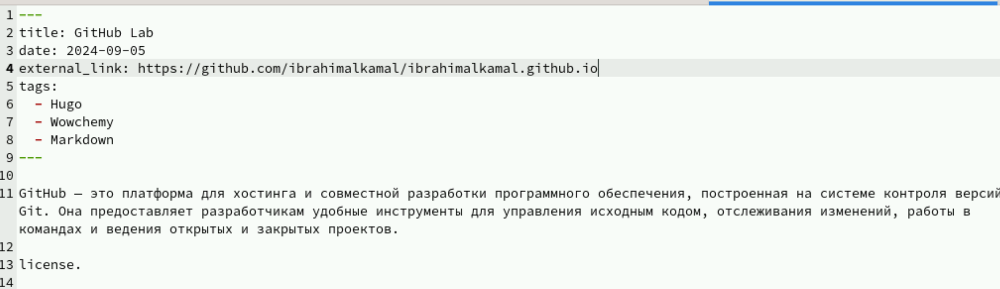 1 ---
2 title: GitHub Lab
3 date: 2024-09-05
4 external_link: https://github.com/ibrahimalkamal/ibrahimalkamal.github.io
5 tags:
6   - Hugo
7   - Wowchemy
8   - Markdown
9 ---
10
11 GitHub — это платформа для хостинга и совместной разработки программного обеспечения, построенная на системе контроля версий
Git. Она предоставляет разработчикам удобные инструменты для управления исходным кодом, отслеживания изменений, работы в
командах и ведения открытых и закрытых проектов.
12
13 license.
14